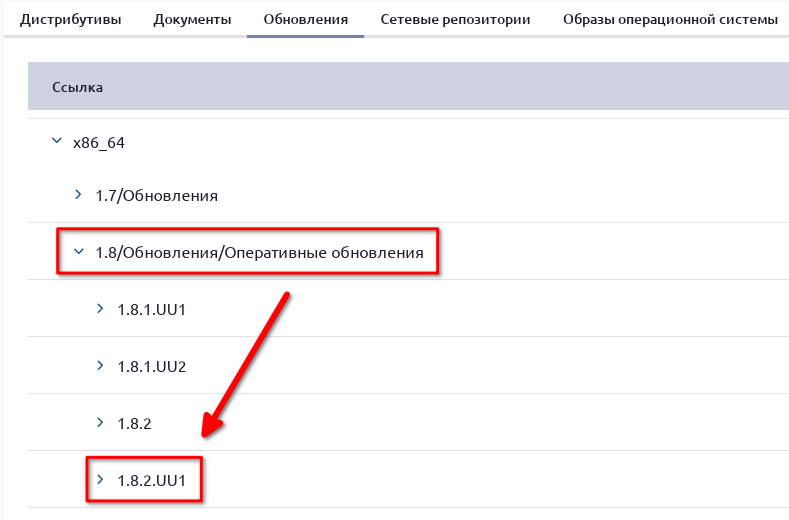 Дистрибутивы Документы Обновления Сетевые репозитории Образы операционной системы
Ссылка
x86_64
1.7/Обновления
1.8/Обновления/Оперативные обновления
1.8.1.UU1
1.8.1.UU2
1.8.2
1.8.2.UU1